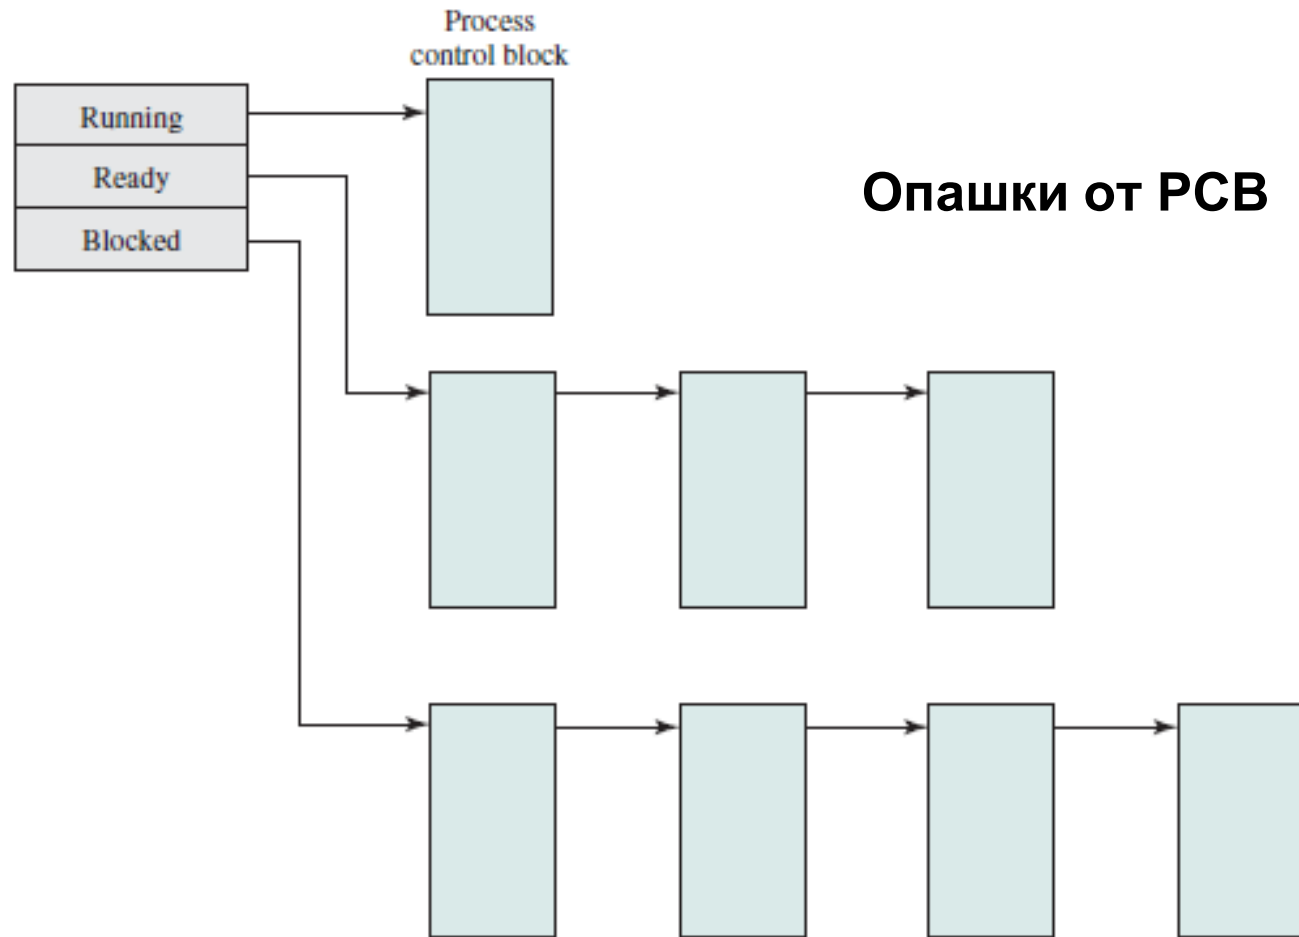 Process
control block
Running
Ready
Blocked
Опашки от PCB